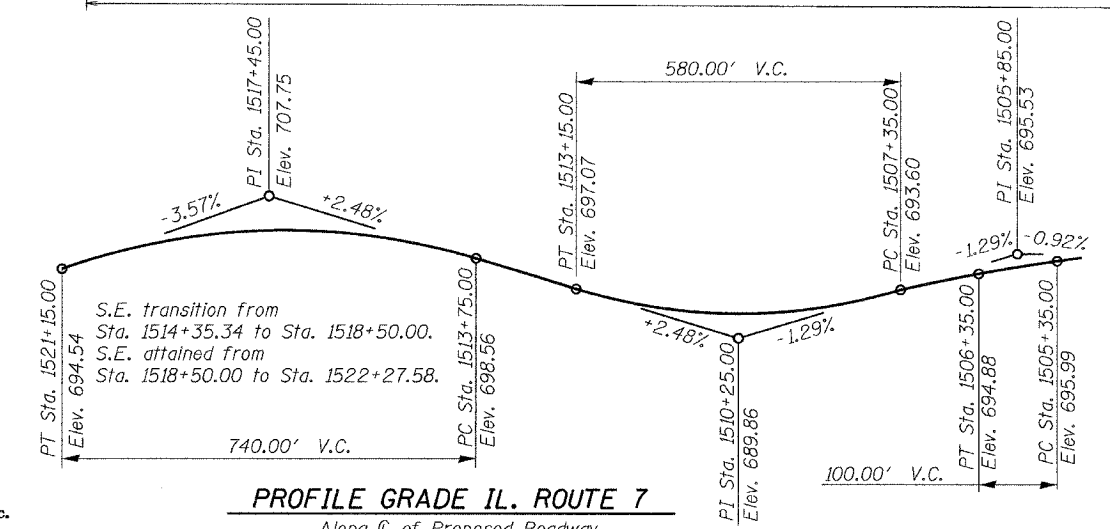 PI Sta. 1517+45.00
Elev. 707.75
-3.57%
+2.48%
PT Sta. 1521+15.00
Elev. 694.54
S.E. transition from
Sta. 1514+35.34 to Sta. 1518+50.00.
S.E. attained from
Sta. 1518+50.00 to Sta. 1522+27.58.
740.00' V.C.
PC Sta. 1513+75.00
Elev. 698.56
580.00' V.C.
PT Sta. 1513+15.00
Elev. 697.07
PC Sta. 1507+35.00
Elev. 693.60
+2.48%
-1.29%
PI Sta. 1510+25.00
Elev. 689.86
PI Sta. 1505+85.00
Elev. 695.53
-1.29%
-0.92%
PT Sta. 1506+35.00
Elev. 694.88
PC Sta. 1505+35.00
Elev. 695.99
100.00' V.C.
PROFILE GRADE IL. ROUTE 7
Along ℄ of Proposed Roadway
c.